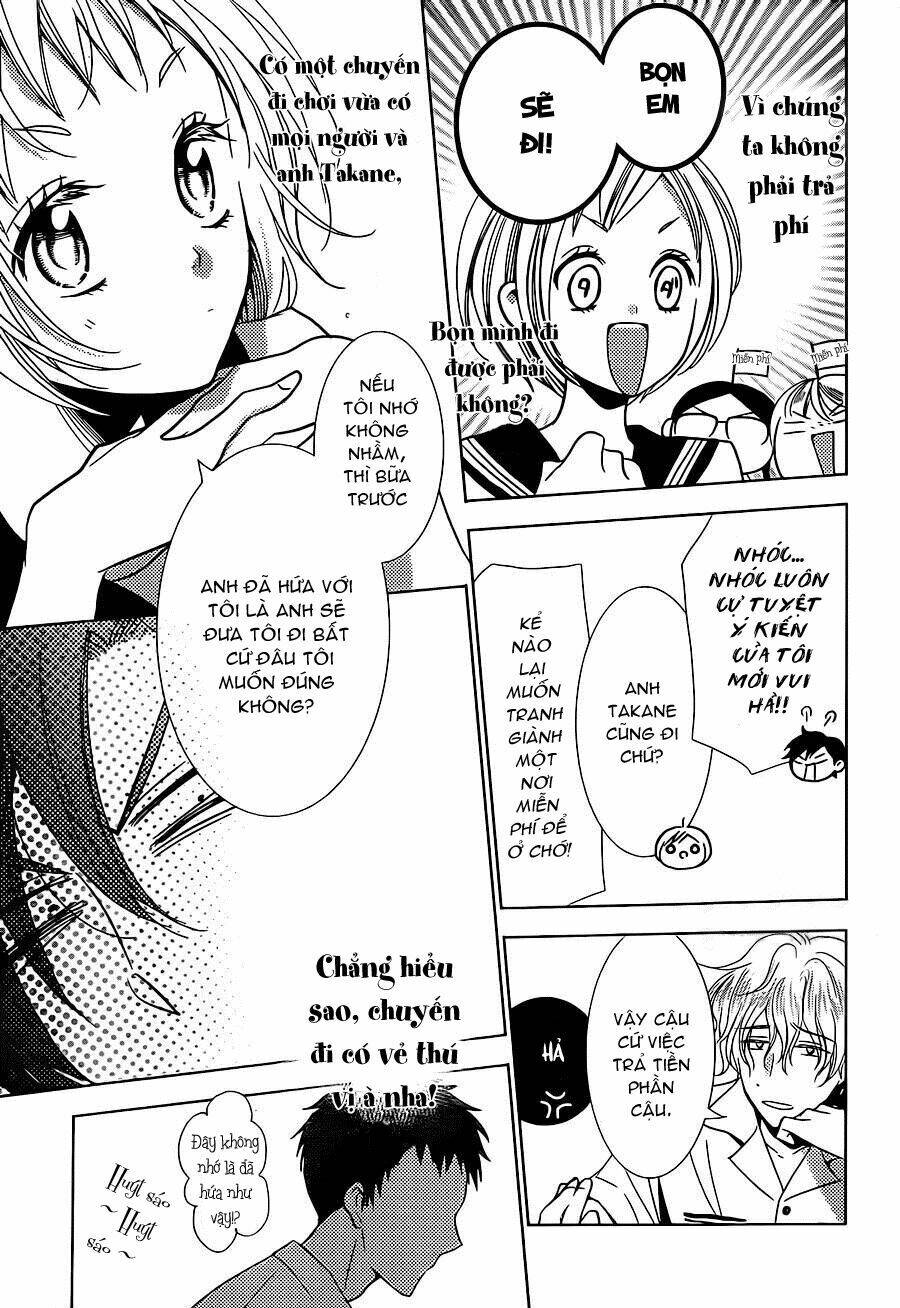 BỌN
EM
SẼ
ĐI!
Vì chúng
ta không
phải trả
phí
Bọn mình đi
được phải
không?
Miễn phí
Miễn phí
Có một chuyến
đi chơi vừa có
mọi người và
anh Takane,
NẾU
TÔI NHỚ
KHÔNG
NHẦM,
THÌ BỮA
TRƯỚC
ANH ĐÃ HỨA VỚI
TÔI LÀ ANH SẼ
ĐƯA TÔI ĐI BẤT
CỨ ĐÂU TÔI
MUỐN ĐÚNG
KHÔNG?
NHÓC...
NHÓC LUÔN
CỰ TUYỆT
Ý KIẾN
CỦA TÔI
MỚI VUI
HẢ!!
ANH
TAKANE
CŨNG ĐI
CHỨ?
KẺ
NÀO LẠI
MUỐN
TRANH
GIÀNH MỘT
NƠI
MIỄN
PHÍ ĐỂ
Ở CHỚ!
VẬY CẬU
CỨ VIỆC
TRẢ TIỀN
PHẦN
CẬU.
HẢ
Chẳng hiểu
sao, chuyến
đi có vẻ thú
vị à nha!
Đây không
nhớ là đã
hứa như
vậy!?
Huýt sáo
~ Huýt
sáo ~